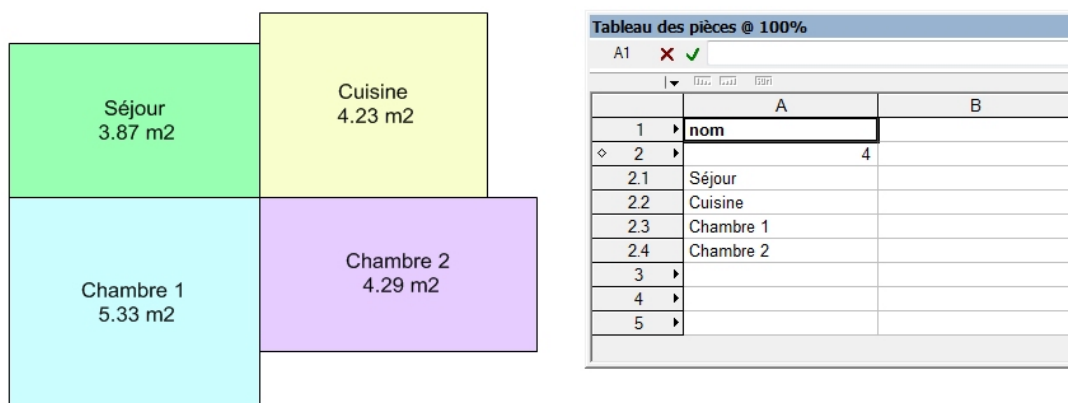 Séjour
3.87 m2
Cuisine
4.23 m2
Chambre 1
5.33 m2
Chambre 2
4.29 m2
Tableau des pièces @ 100%
A1
A B
1 nom
2 4
2.1 Séjour
2.2 Cuisine
2.3 Chambre 1
2.4 Chambre 2
3
4
5